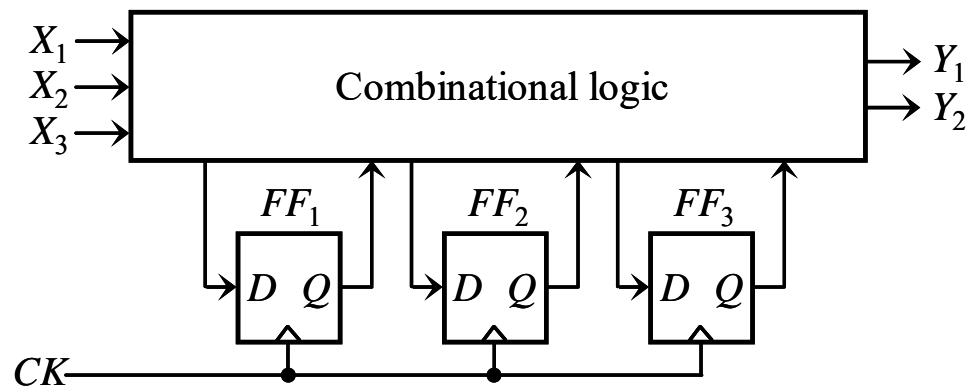 X₁
X₂
X₃
Combinational logic
Y₁
Y₂
FF₁
FF₂
FF₃
D Q
D Q
D Q
CK